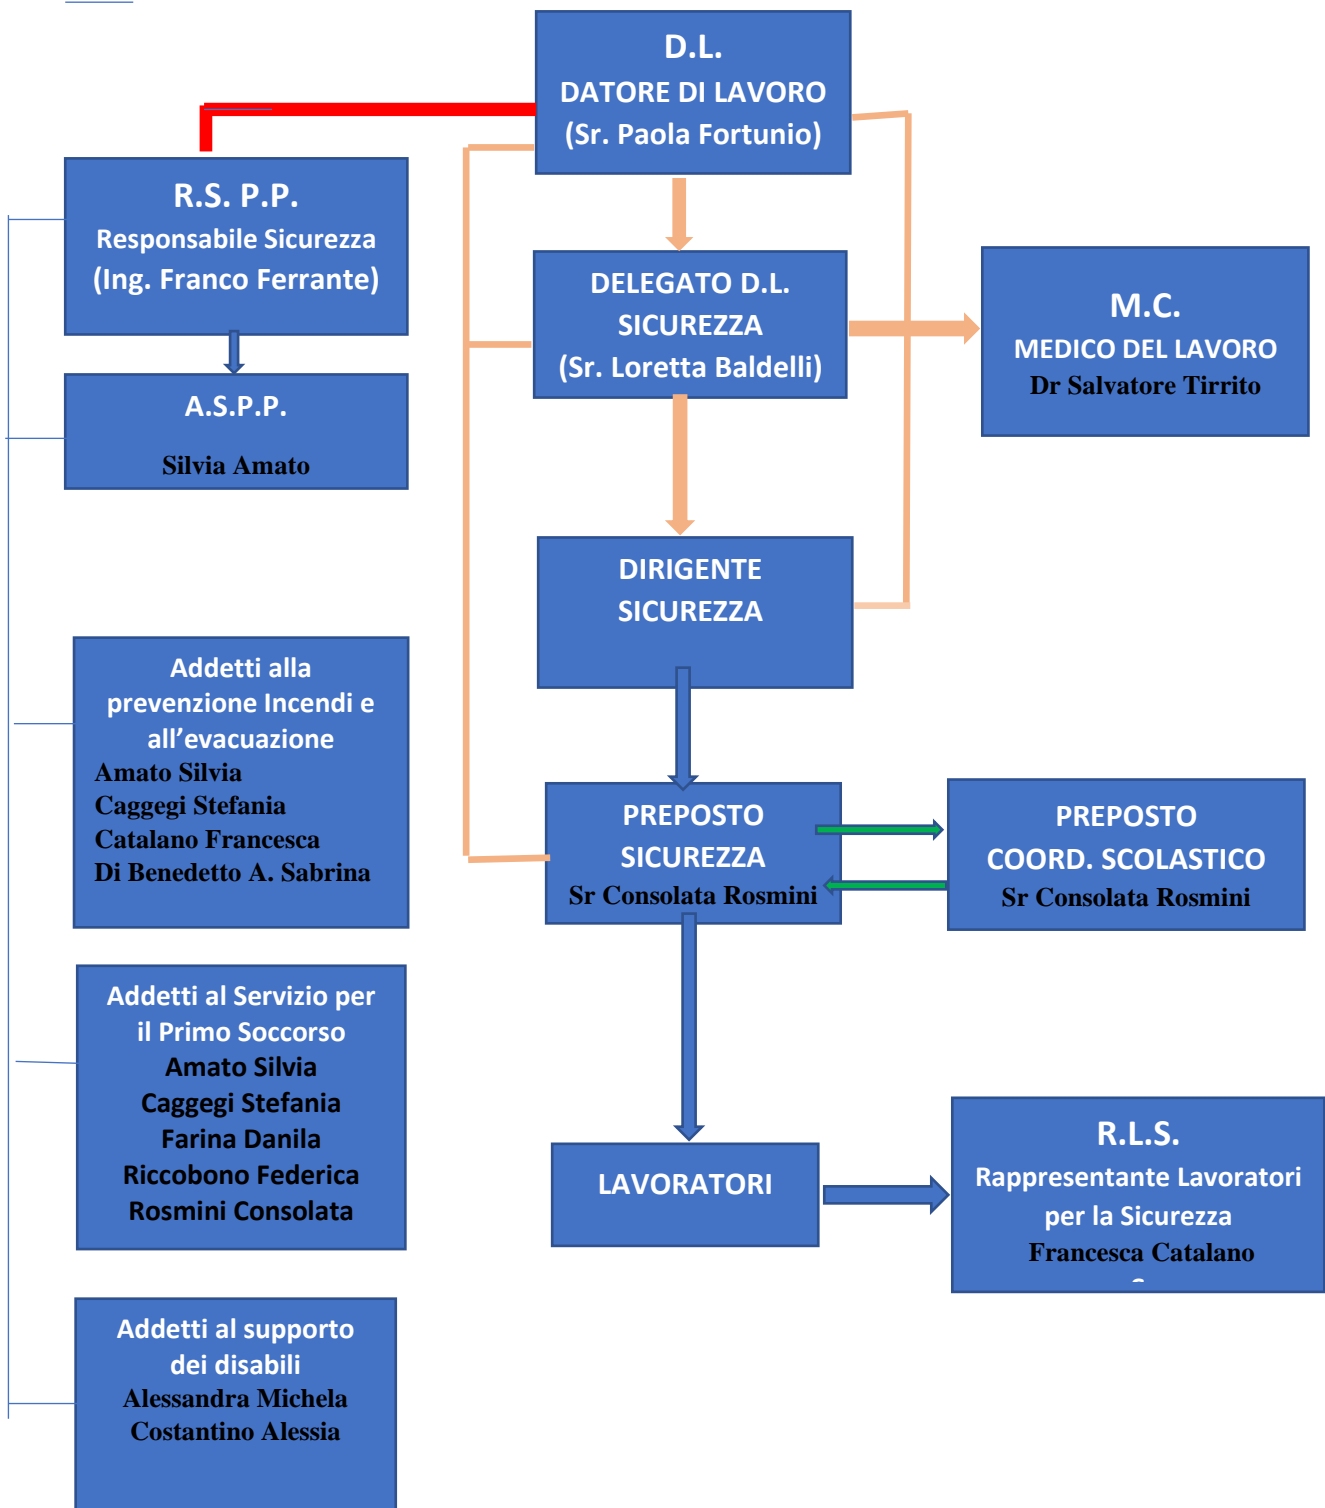 D.L.
DATORE DI LAVORO
(Sr. Paola Fortunio)
R.S. P.P.
Responsabile Sicurezza
(Ing. Franco Ferrante)
DELEGATO D.L.
SICUREZZA
(Sr. Loretta Baldelli)
M.C.
MEDICO DEL LAVORO
Dr Salvatore Tirrito
A.S.P.P.
Silvia Amato
DIRIGENTE
SICUREZZA
Addetti alla
prevenzione Incendi e
all’evacuazione
Amato Silvia
Caggegi Stefania
Catalano Francesca
Di Benedetto A. Sabrina
PREPOSTO
SICUREZZA
Sr Consolata Rosmini
PREPOSTO
COORD. SCOLASTICO
Sr Consolata Rosmini
Addetti al Servizio per
il Primo Soccorso
Amato Silvia
Caggegi Stefania
Farina Danila
Riccobono Federica
Rosmini Consolata
LAVORATORI
R.L.S.
Rappresentante Lavoratori
per la Sicurezza
Francesca Catalano
Addetti al supporto
dei disabili
Alessandra Michela
Costantino Alessia